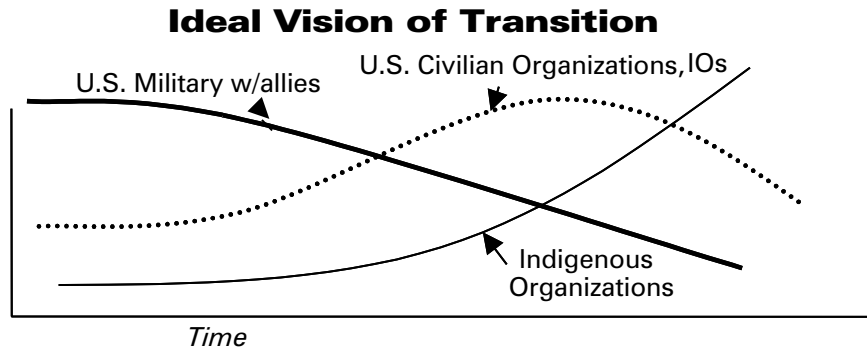 Ideal Vision of Transition
U.S. Military w/allies
U.S. Civilian Organizations, IOs
Indigenous
Organizations
Time